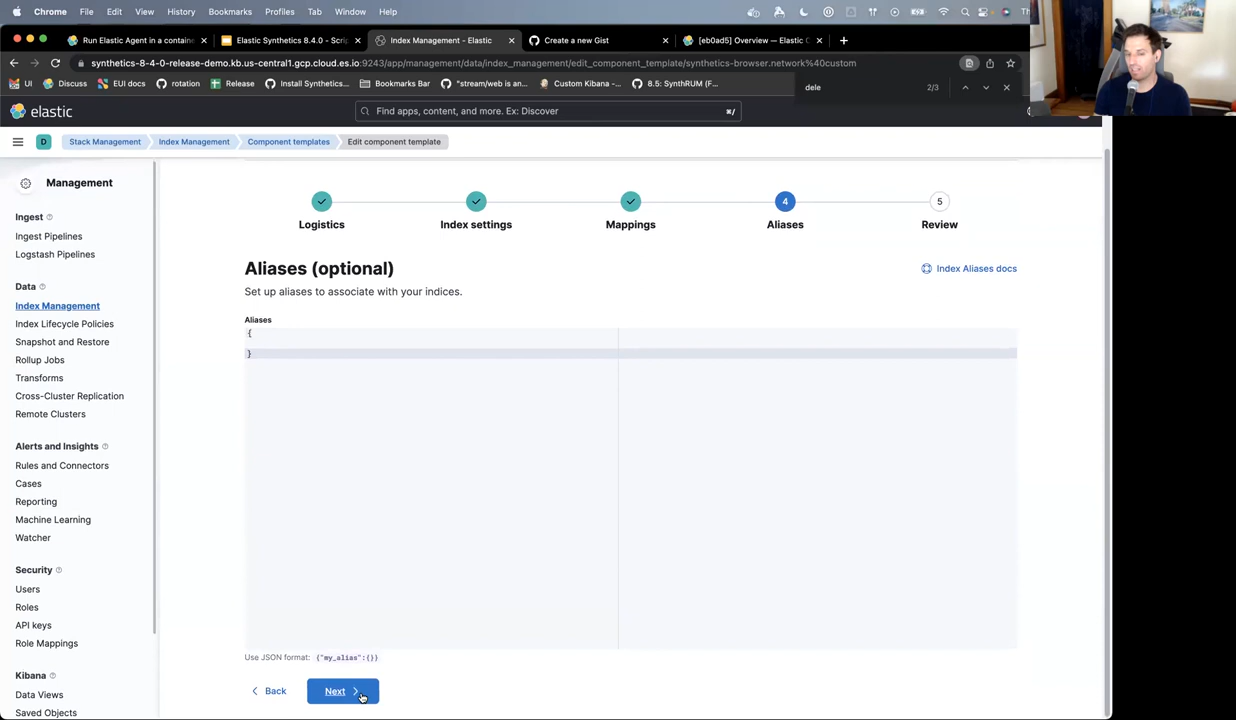 Chrome File Edit View History Bookmarks Profiles Tab Window Help
Run Elastic Agent in a containe
Elastic Synthetics 8.4.0 - Scri
Index Management - Elastic
Create a new Gist
[eb0ad5] Overview — Elastic C
synthetics-8-4-0-release-demo.kb.us-central1.gcp.cloud.es.io:9243/app/management/data/index_management/edit_component_template/synthetics-browser.network%40custom
UI Discuss EUI docs rotation Release "stream/web is an... Install Synthetics... Bookmarks Bar "stream/web is an... Custom Kibana -... 8.5: SynthRUM (F...
dele 2/3
elastic
Find apps, content, and more. Ex: Discover ⌘/
D Stack Management Index Management Component templates Edit component template
Management
Ingest
Ingest Pipelines
Logstash Pipelines
Data
Index Management
Index Lifecycle Policies
Snapshot and Restore
Rollup Jobs
Transforms
Cross-Cluster Replication
Remote Clusters
Alerts and Insights
Rules and Connectors
Cases
Reporting
Machine Learning
Watcher
Security
Users
Roles
API keys
Role Mappings
Kibana
Data Views
Saved Objects
4 5
Logistics Index settings Mappings Aliases Review
Aliases (optional)
Index Aliases docs
Set up aliases to associate with your indices.
Aliases
{
}
Use JSON format: {"my_alias":{}}
Back Next